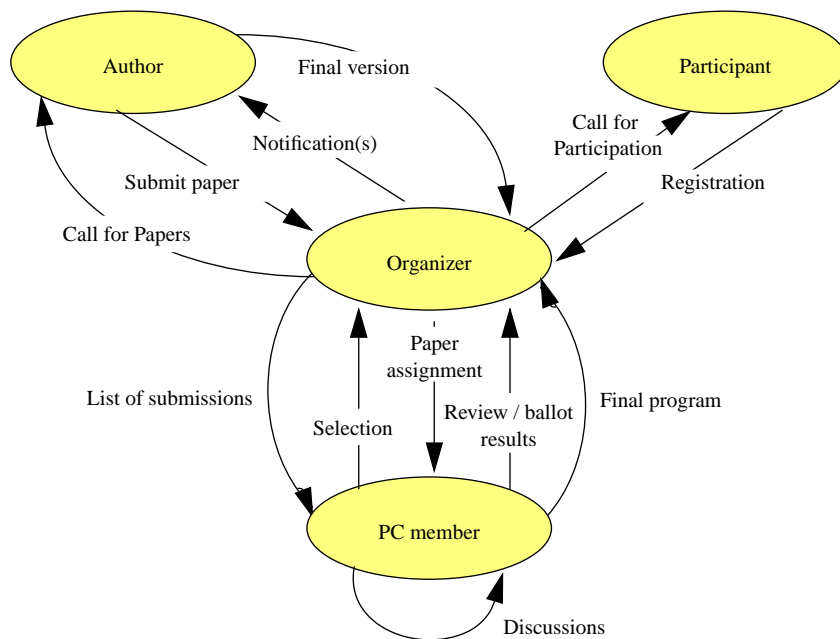 Author
Final version
Participant
Call for
Participation
Notification(s)
Submit paper
Registration
Call for Papers
Organizer
Paper
assignment
List of submissions
Final program
Selection
Review / ballot
results
PC member
Discussions